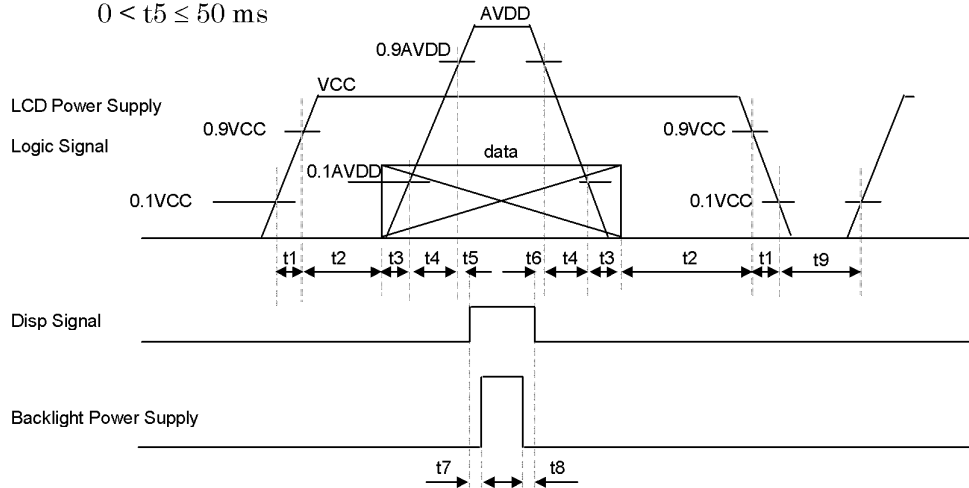 0 < t5 ≤ 50 ms
AVDD
0.9AVDD
VCC
LCD Power Supply
0.9VCC
0.9VCC
Logic Signal
data
0.1AVDD
0.1VCC
0.1VCC
t1 t2 t3 t4 t5 t6 t4 t3 t2 t1 t9
Disp Signal
Backlight Power Supply
t7 t8